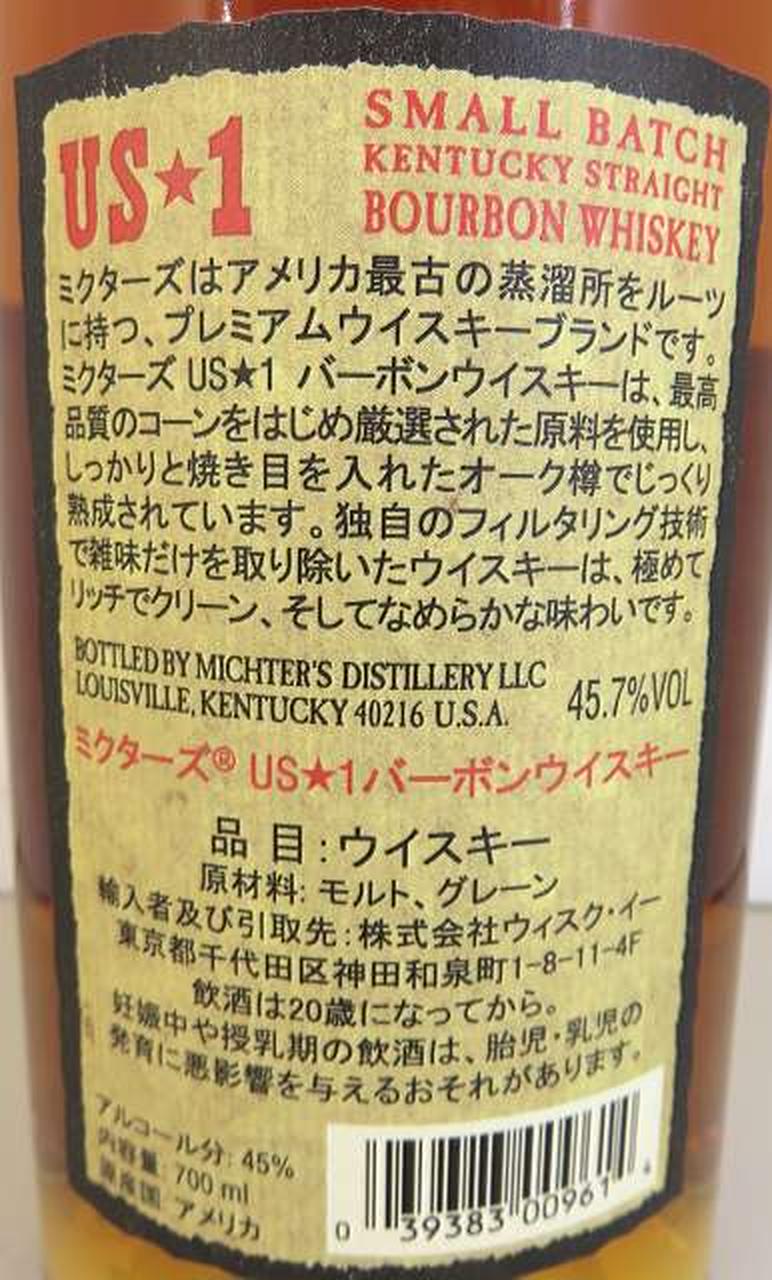 US★1
SMALL BATCH
KENTUCKY STRAIGHT
BOURBON WHISKEY
ミクターズはアメリカ最古の蒸溜所をルーツ
に持つ、プレミアムウイスキーブランドです。
ミクターズ US★1 バーボンウイスキーは、最高
品質のコーンをはじめ厳選された原料を使用し、
しっかりと焼き目を入れたオーク樽でじっくり
熟成されています。独自のフィルタリング技術
で雑味だけを取り除いたウイスキーは、極めて
リッチでクリーン、そしてなめらかな味わいです。
BOTTLED BY MICHTER'S DISTILLERY LLC
LOUISVILLE, KENTUCKY 40216 U.S.A.
45.7%VOL
ミクターズ® US★1バーボンウイスキー
品 目:ウイスキー
原材料: モルト、グレーン
輸入者及び引取先:株式会社ウィスク・イー
東京都千代田区神田和泉町1-8-11-4F
飲酒は20歳になってから。
妊娠中や授乳期の飲酒は、胎児・乳児の
発育に悪影響を与えるおそれがあります。
アルコール分: 45%
内容量 700 ml
原産国 アメリカ
0 39383 00961 4